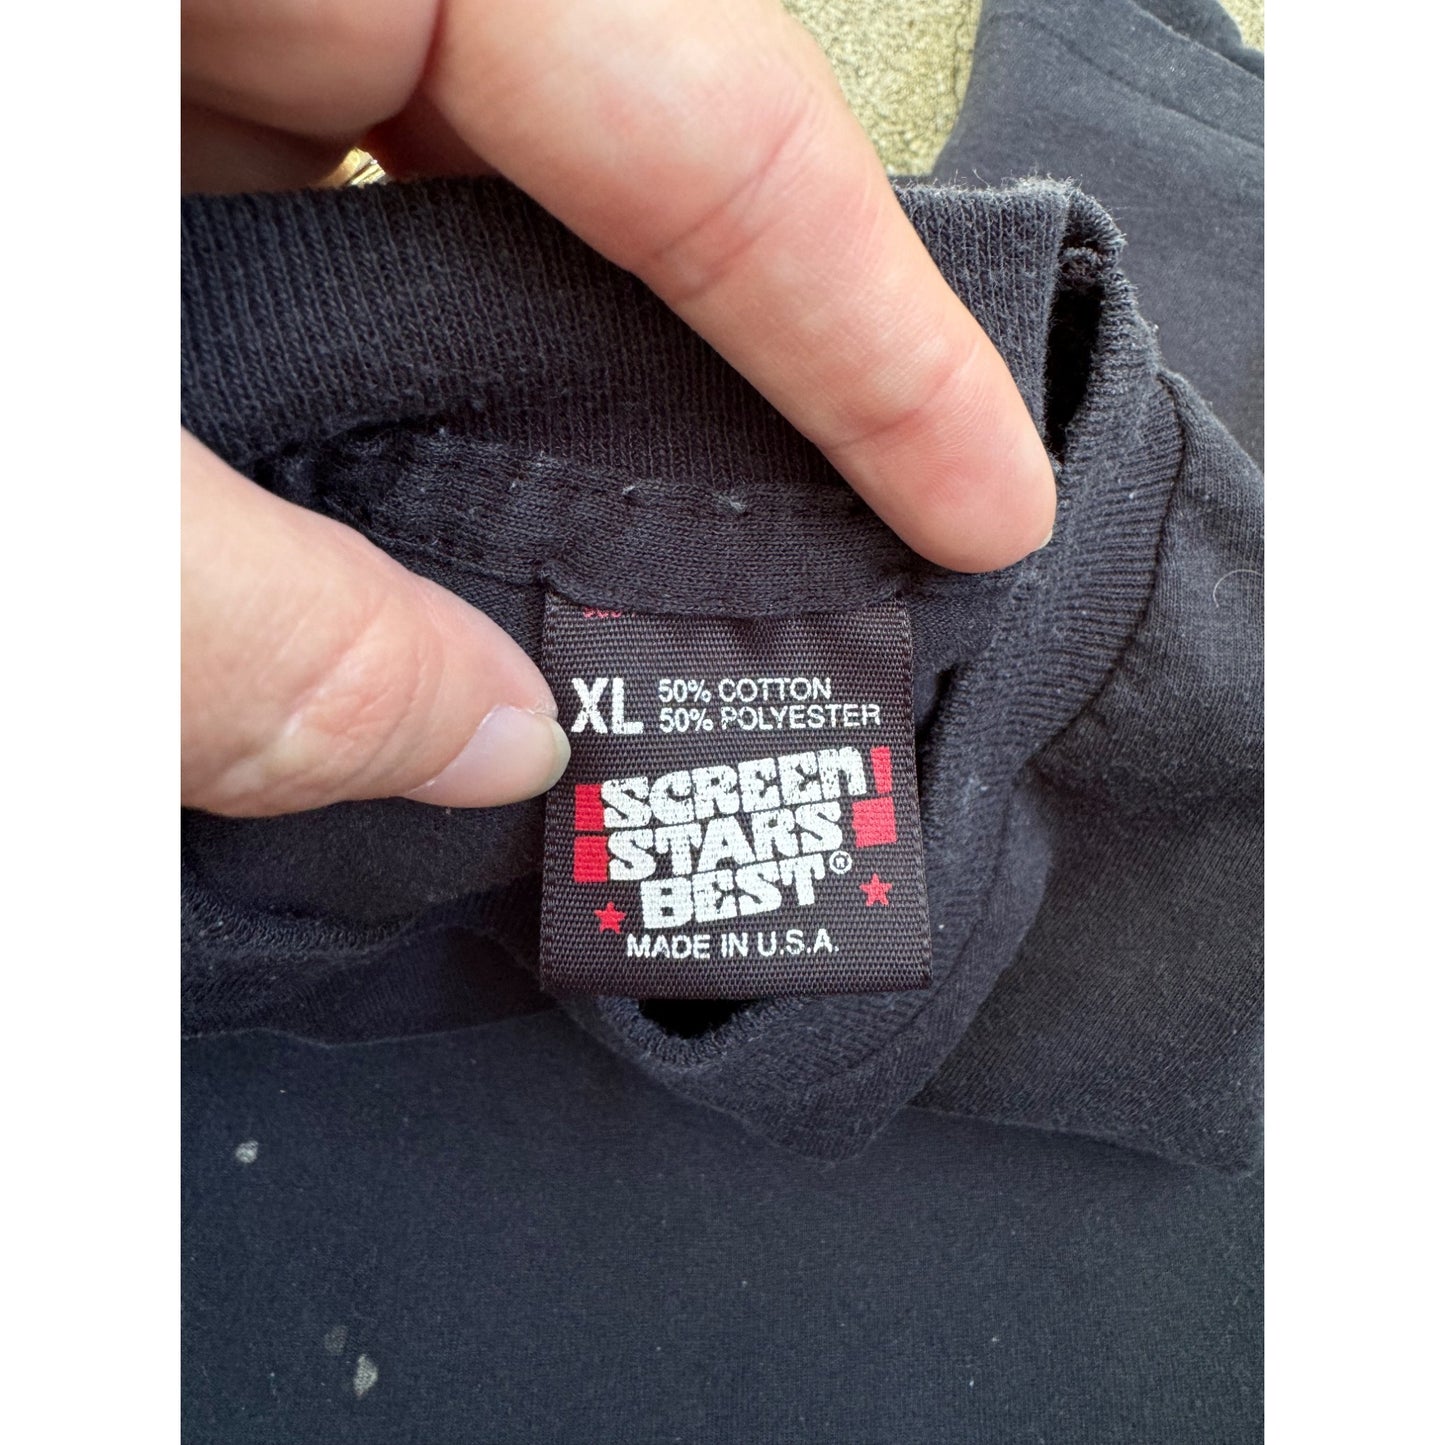 XL 50% COTTON
50% POLYESTER
SCREEN
STARS
BEST®
MADE IN U.S.A.